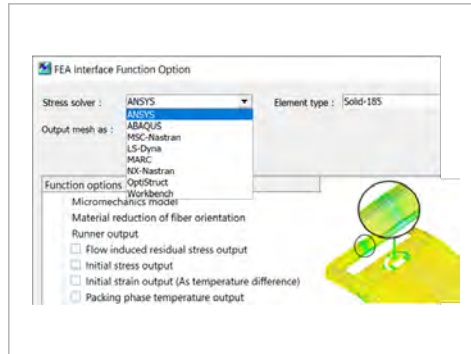 FEA Interface Function Option
Stress solver : ANSYS Element type : Solid-185
ANSYS
ABAQUS
Output mesh as :
MSC-Nastran
LS-Dyna
MARC
NX-Nastran
OptiStruct
Workbench
Function options
Micromechanics model
Material reduction of fiber orientation
Runner output
Flow induced residual stress output
Initial stress output
Initial strain output (As temperature difference)
Packing phase temperature output